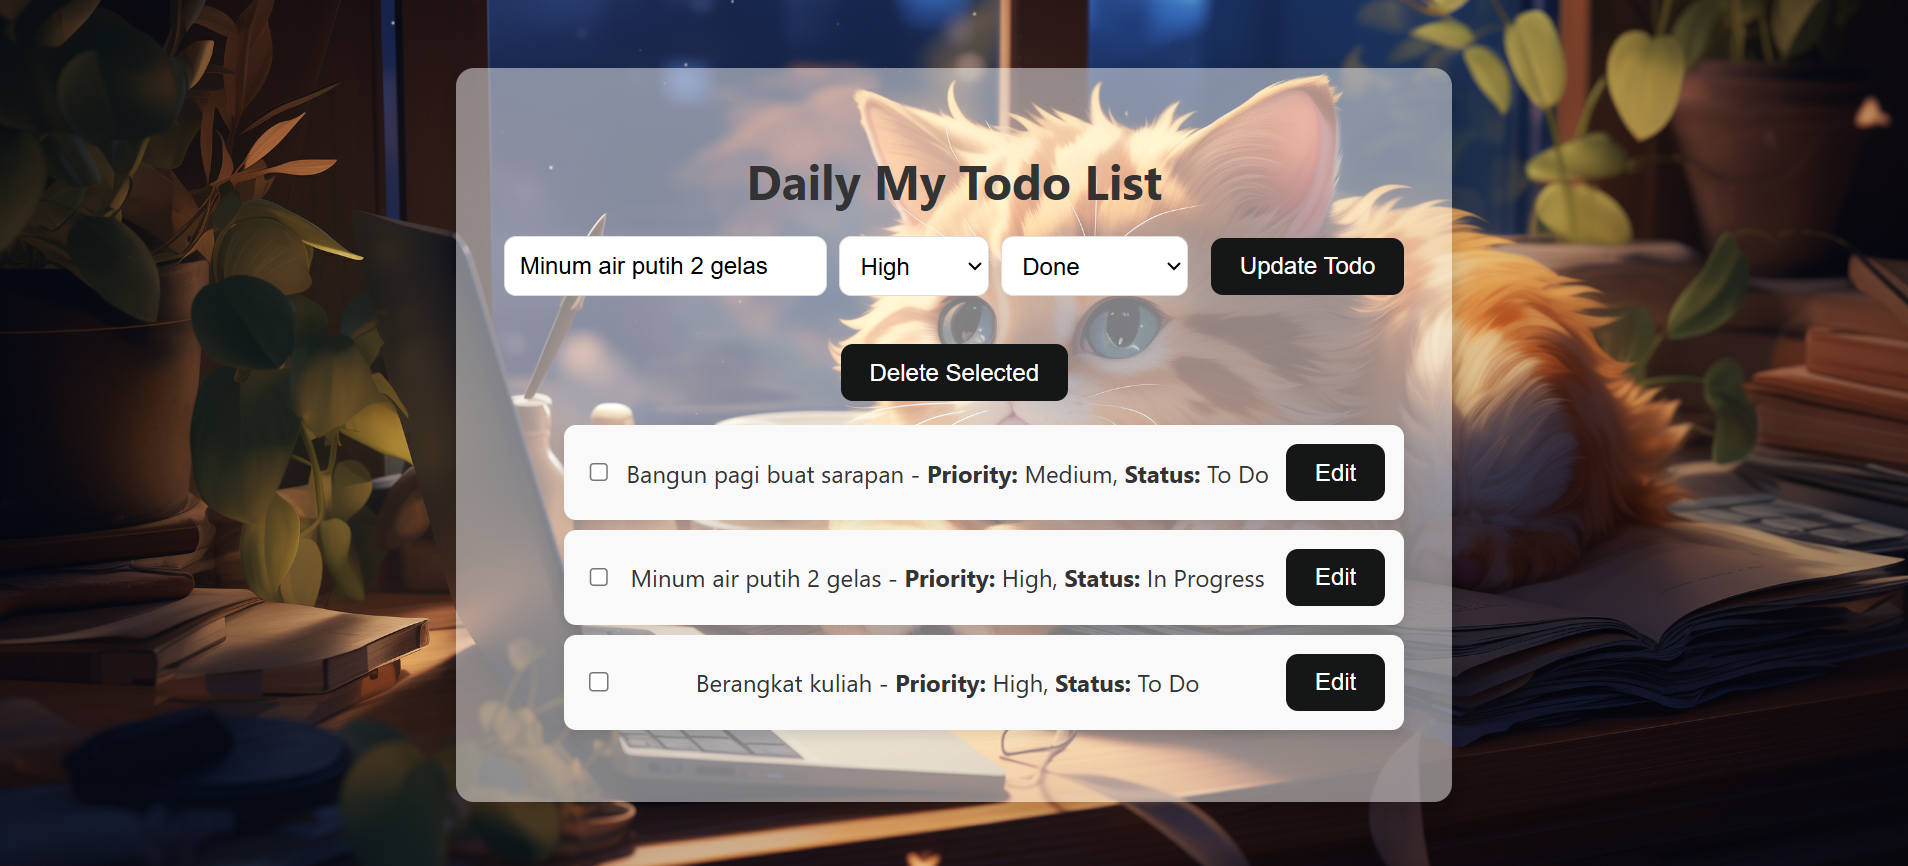 Daily My Todo List
Minum air putih 2 gelas High Done Update Todo
Delete Selected
Bangun pagi buat sarapan - Priority: Medium, Status: To Do Edit
Minum air putih 2 gelas - Priority: High, Status: In Progress Edit
Berangkat kuliah - Priority: High, Status: To Do Edit